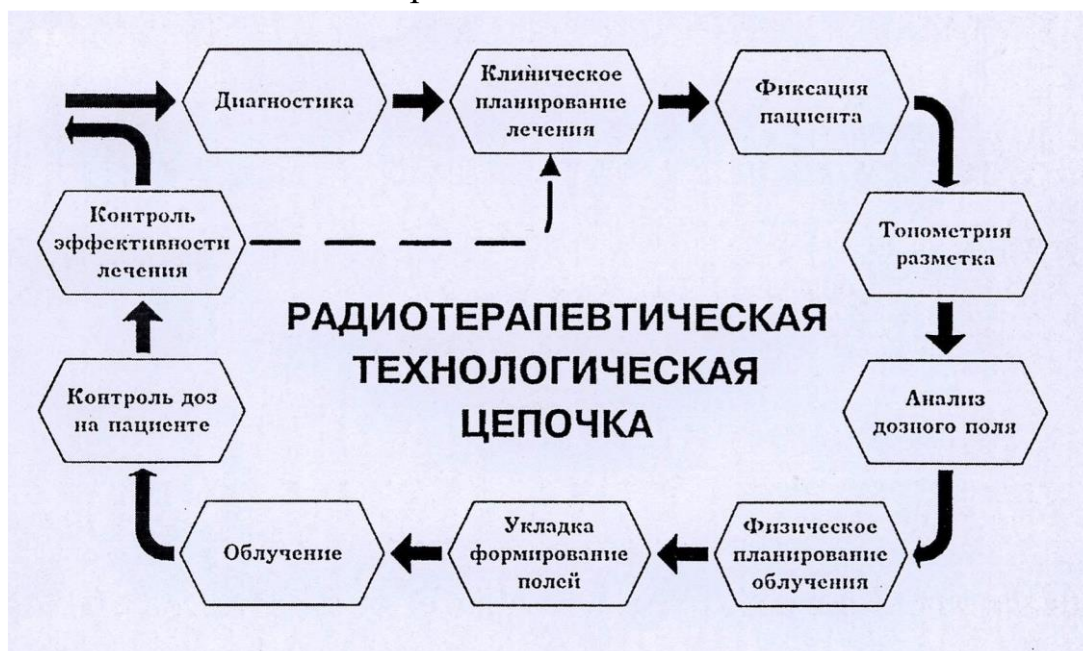 Диагностика
Клиническое
планирование
лечения
Фиксация
пациента
Тонометрия
разметка
Анализ
дозного поля
Физическое
планирование
облучения
Укладка
формирование
полей
Облучение
Контроль доз
на пациенте
Контроль
эффективности
лечения
РАДИОТЕРАПЕВТИЧЕСКАЯ
ТЕХНОЛОГИЧЕСКАЯ
ЦЕПОЧКА